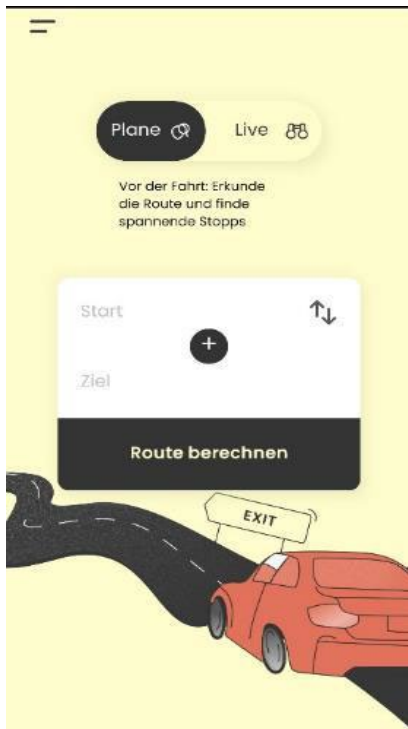 Plane
Live
Vor der Fahrt: Erkunde
die Route und finde
spannende Stopps
Start
+
Ziel
Route berechnen
EXIT